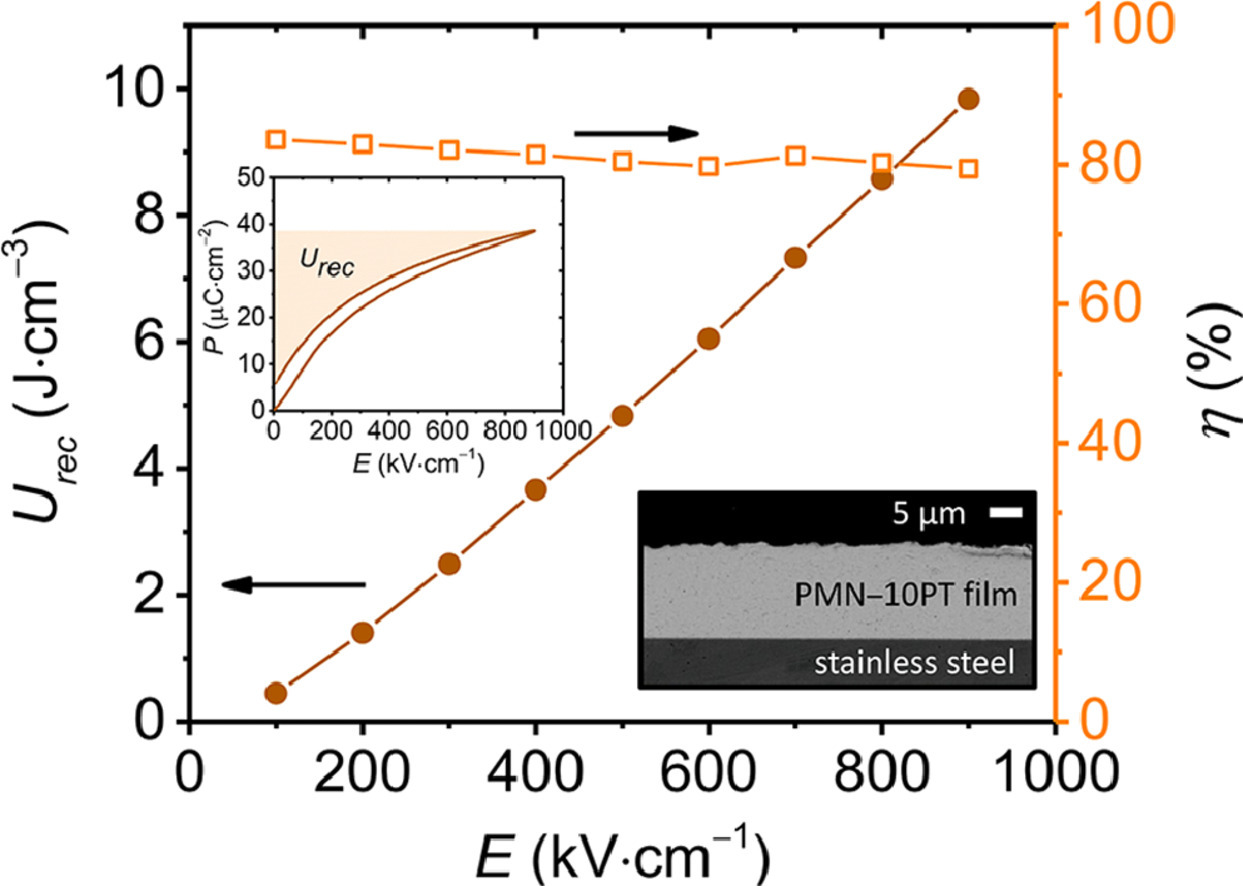 100
10
80
8
60
6
40
4
20
2
0
0
U_rec (J·cm⁻³)
η (%)
0 200 400 600 800 1000
E (kV·cm⁻¹)
50
40
30
20
10
0
P (μC·cm⁻²)
U_rec
0 200 400 600 800 1000
E (kV·cm⁻¹)
5 μm
PMN–10PT film
stainless steel